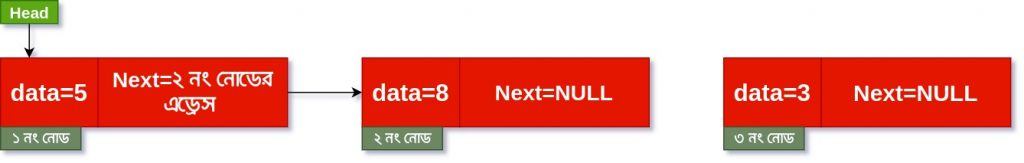 Head
data=5
Next=২ নং নোডের
এড্রেস
data=8
Next=NULL
data=3
Next=NULL
১ নং নোড
২ নং নোড
৩ নং নোড